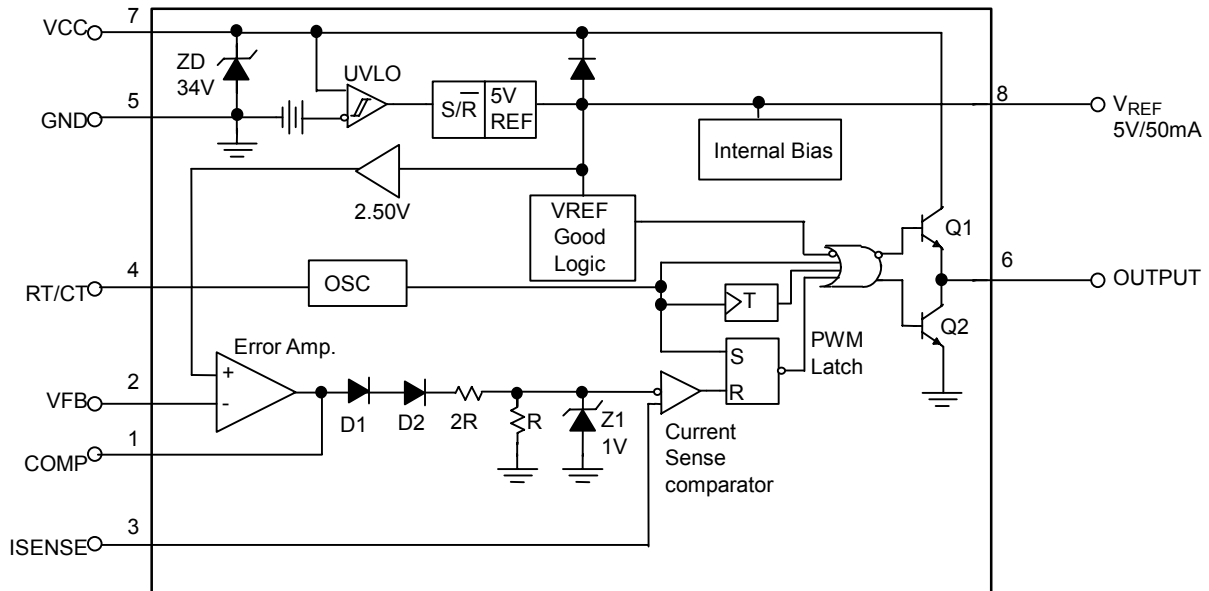 7
VCC
ZD
34V
UVLO
S/R̅
5V
REF
5
GND
8
VREF
5V/50mA
Internal Bias
2.50V
VREF
Good
Logic
Q1
4
RT/CT
OSC
6
OUTPUT
T
Q2
Error Amp.
PWM
Latch
S
R
+
-
2
VFB
D1
D2
2R
R
Z1
1V
1
COMP
Current
Sense
comparator
3
ISENSE